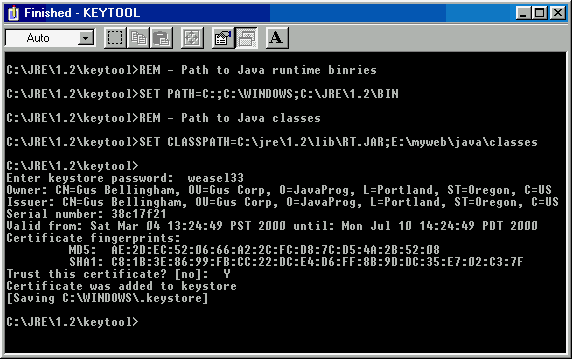 Finished - KEYTOOL
Auto
A
C:\JRE\1.2\keytool>REM - Path to Java runtime binries
C:\JRE\1.2\keytool>SET PATH=C:;C:\WINDOWS;C:\JRE\1.2\BIN
C:\JRE\1.2\keytool>REM - Path to Java classes
C:\JRE\1.2\keytool>SET CLASSPATH=C:\jre\1.2\lib\RT.JAR;E:\myweb\java\classes
C:\JRE\1.2\keytool>
Enter keystore password:  weasel33
Owner: CN=Gus Bellingham, OU=Gus Corp, O=JavaProg, L=Portland, ST=Oregon, C=US
Issuer: CN=Gus Bellingham, OU=Gus Corp, O=JavaProg, L=Portland, ST=Oregon, C=US
Serial number: 38c17f21
Valid from: Sat Mar 04 13:24:49 PST 2000 until: Mon Jul 10 14:24:49 PDT 2000
Certificate fingerprints:
MD5:  AE:2D:EC:52:06:66:A2:2C:FC:D8:7C:D5:4A:2B:52:08
SHA1: C8:1B:3E:86:99:FB:CC:22:DC:E4:D6:FF:8B:9D:DC:35:E7:02:C3:7F
Trust this certificate? [no]:  Y
Certificate was added to keystore
[Saving C:\WINDOWS\.keystore]
C:\JRE\1.2\keytool>